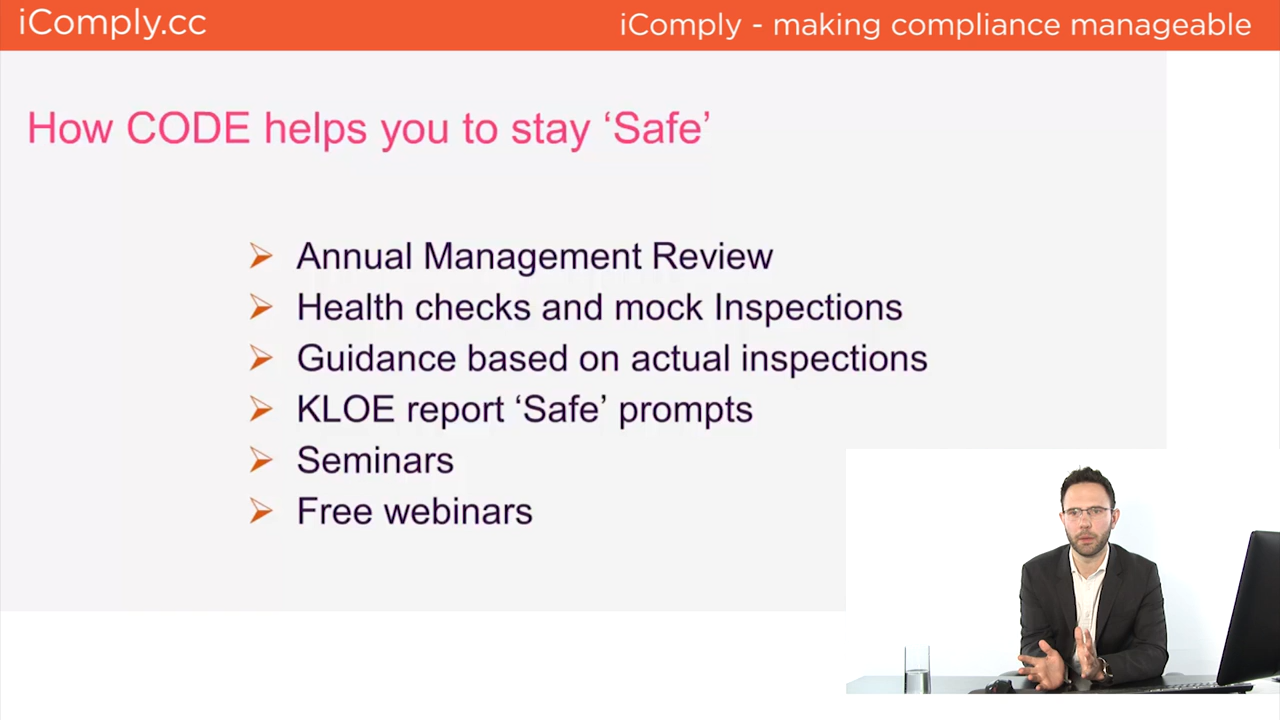 iComply.cc
iComply - making compliance manageable
How CODE helps you to stay ‘Safe’
Annual Management Review
Health checks and mock Inspections
Guidance based on actual inspections
KLOE report ‘Safe’ prompts
Seminars
Free webinars